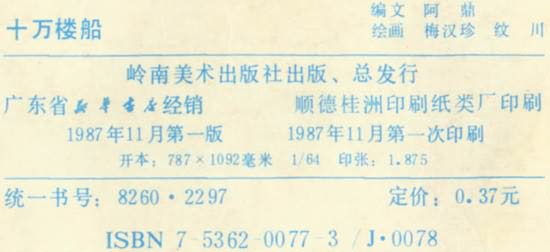 编文 阿鼎
十万楼船
绘画 梅汉珍 纹川
岭南美术出版社出版、总发行
广东省新华书店经销 顺德桂洲印刷纸类厂印刷
1987年11月第一版 1987年11月第一次印刷
开本：787×1092毫米 1/64 印张：1.875
统一书号：8260·2297 定价：0.37元
ISBN 7-5362-0077-3 /J·0078